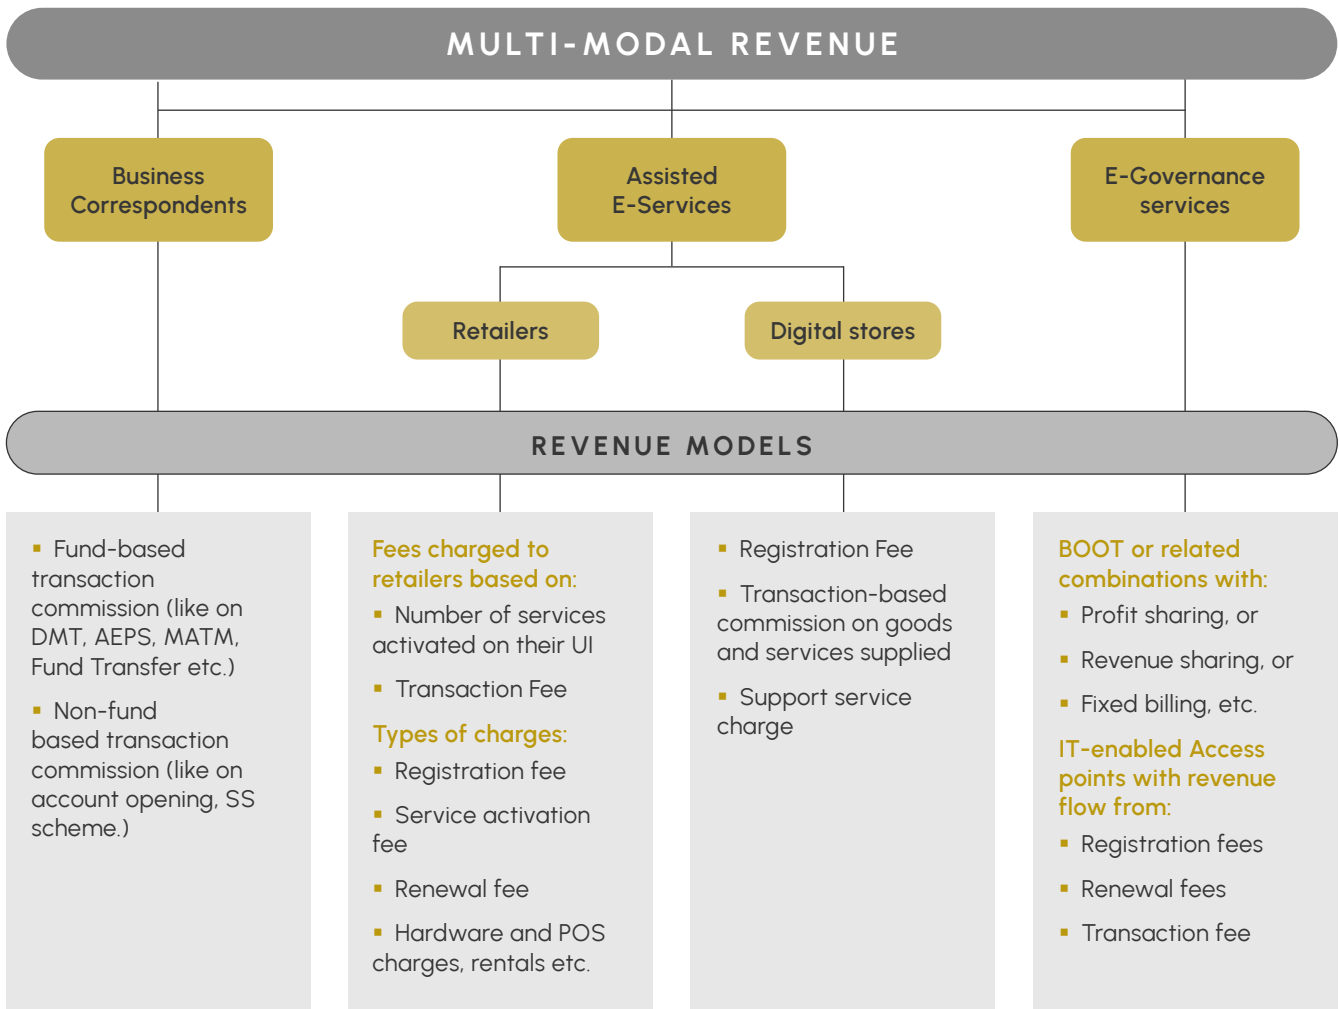 MULTI-MODAL REVENUE
Business
Correspondents
Assisted
E-Services
E-Governance
services
Retailers
Digital stores
REVENUE MODELS
▪ Fund-based
transaction
commission (like on
DMT, AEPS, MATM,
Fund Transfer etc.)
▪ Non-fund
based transaction
commission (like on
account opening, SS
scheme.)
Fees charged to
retailers based on:
▪ Number of services
activated on their UI
▪ Transaction Fee
Types of charges:
▪ Registration fee
▪ Service activation
fee
▪ Renewal fee
▪ Hardware and POS
charges, rentals etc.
▪ Registration Fee
▪ Transaction-based
commission on goods
and services supplied
▪ Support service
charge
BOOT or related
combinations with:
▪ Profit sharing, or
▪ Revenue sharing, or
▪ Fixed billing, etc.
IT-enabled Access
points with revenue
flow from:
▪ Registration fees
▪ Renewal fees
▪ Transaction fee